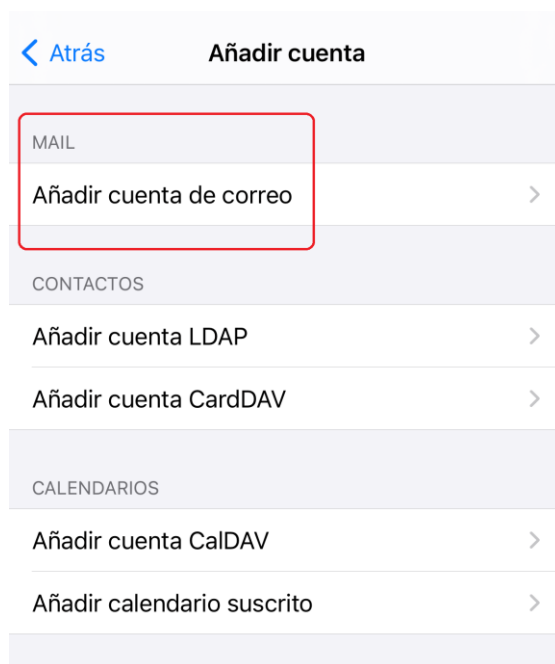 Atrás
Añadir cuenta
MAIL
Añadir cuenta de correo
CONTACTOS
Añadir cuenta LDAP
Añadir cuenta CardDAV
CALENDARIOS
Añadir cuenta CalDAV
Añadir calendario suscrito